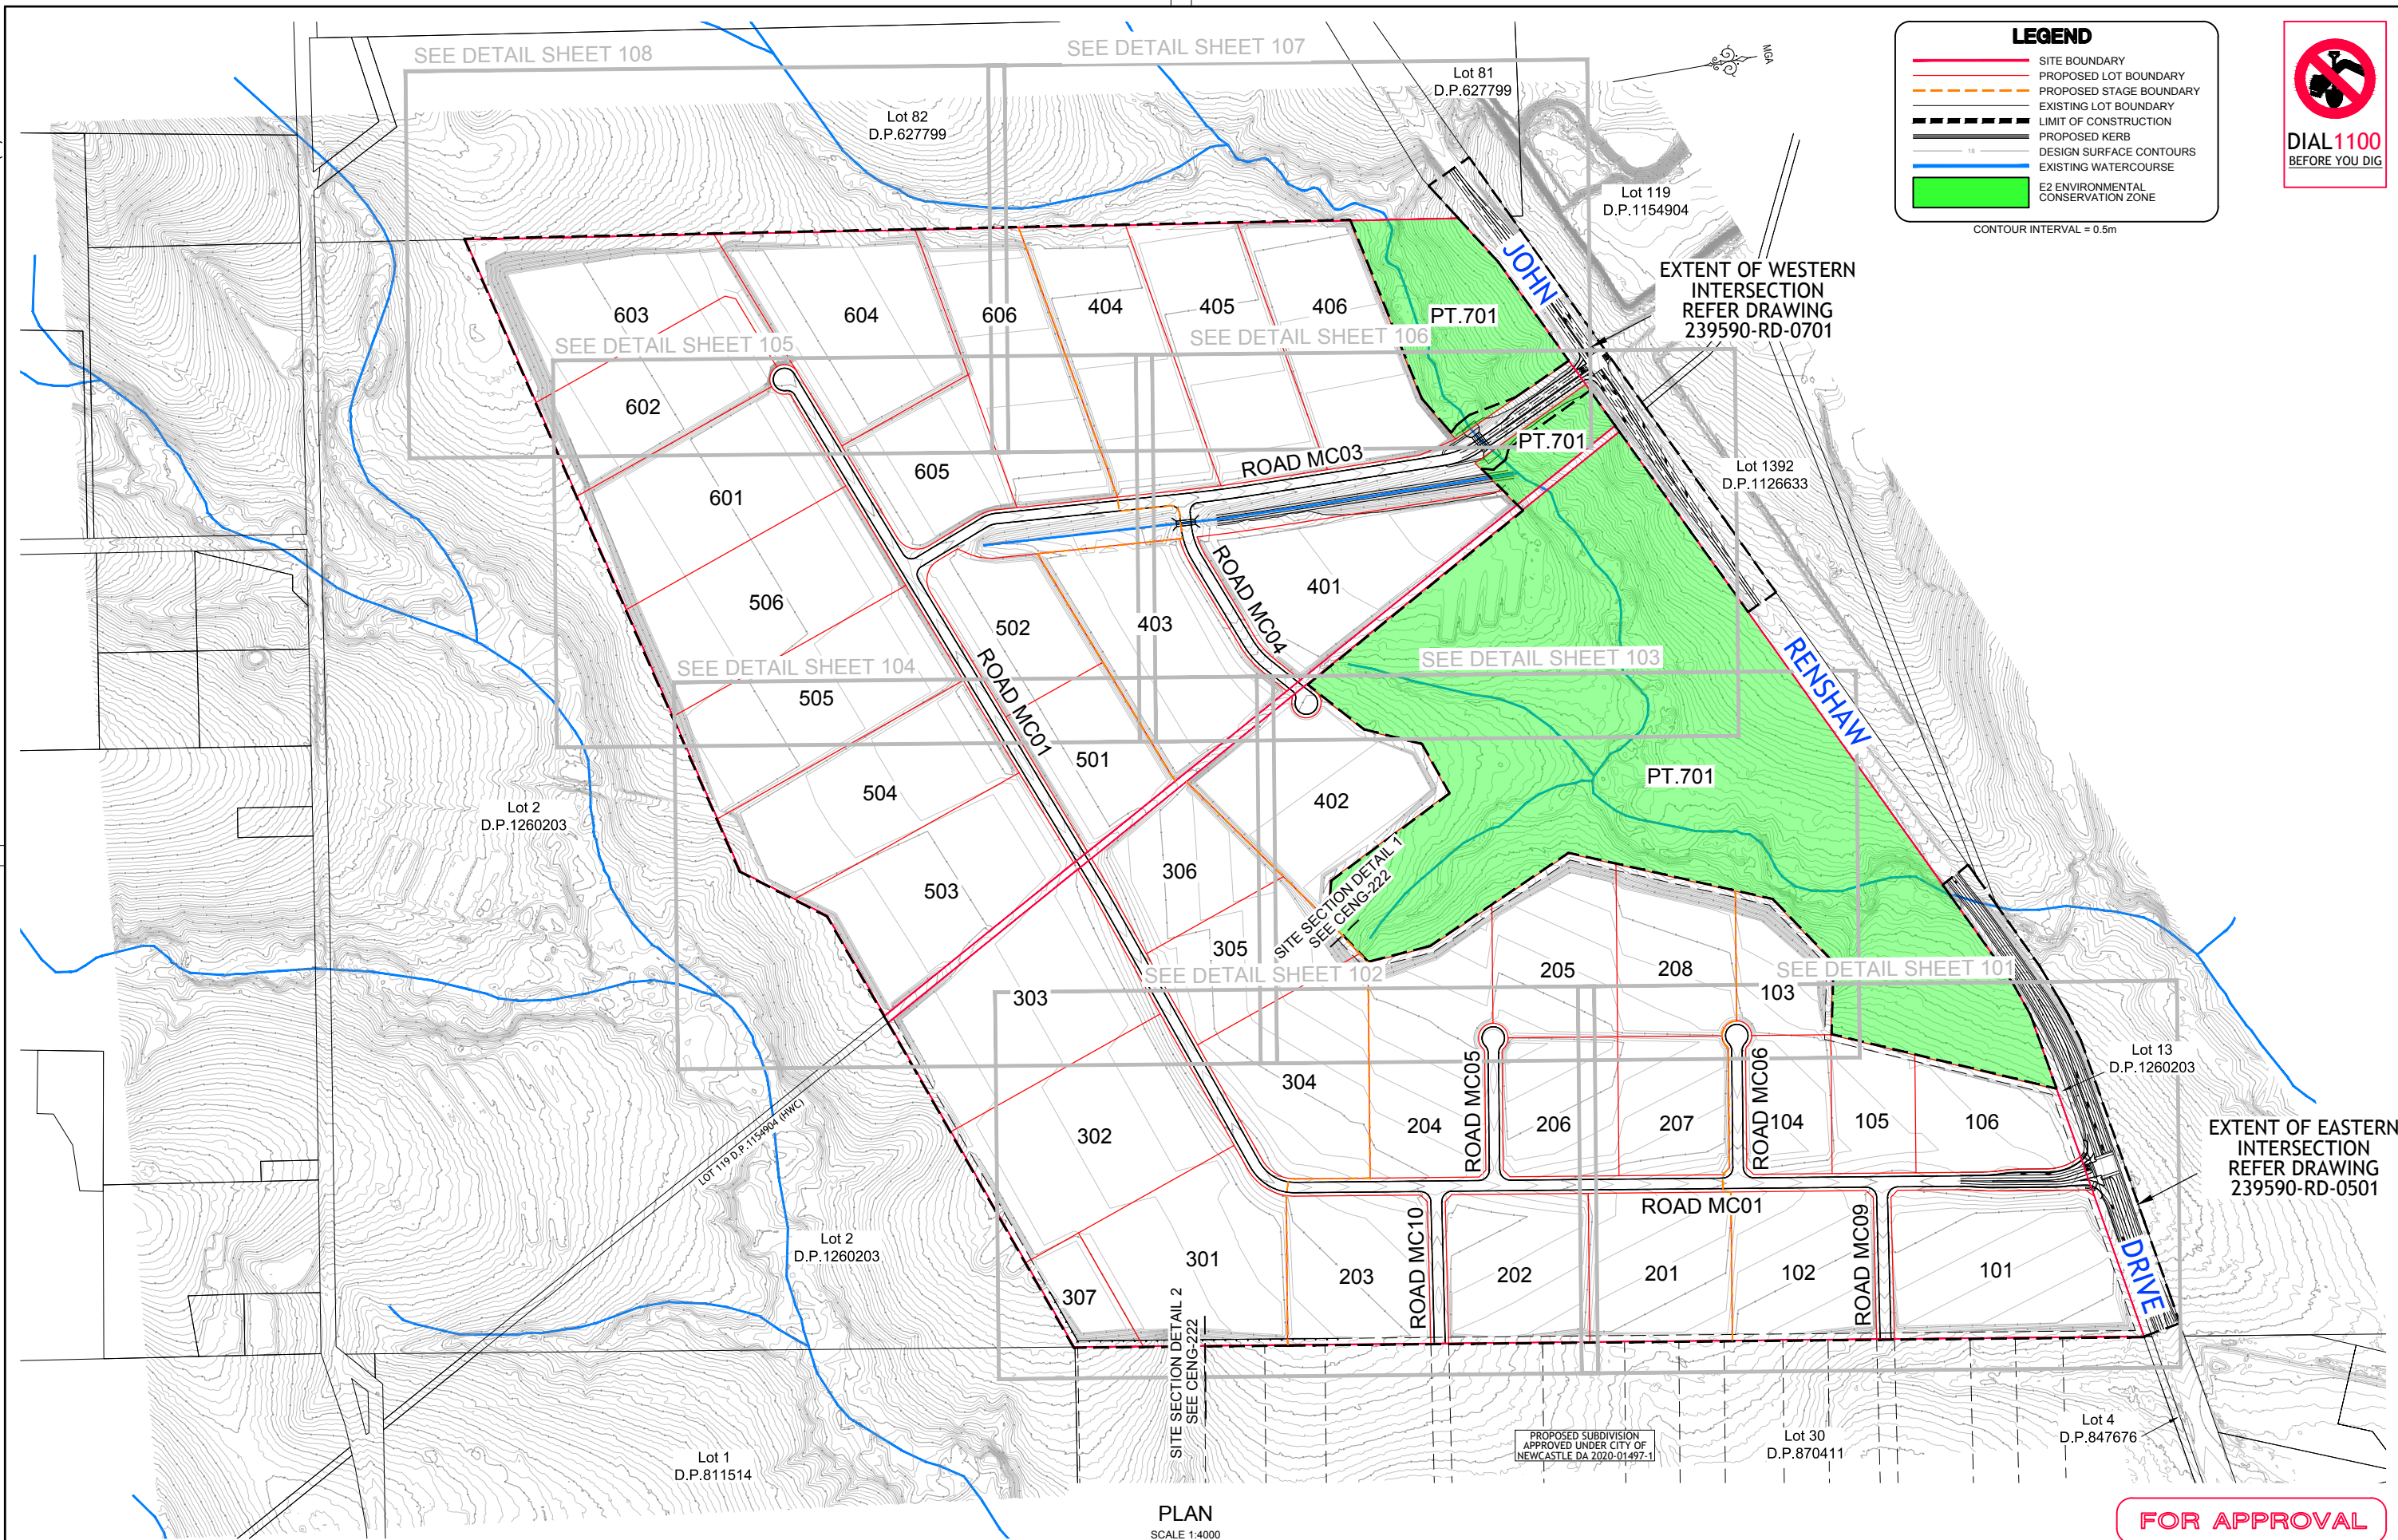 SEE DETAIL SHEET 108
SEE DETAIL SHEET 107
Lot 81
D.P.627799
MGA
LEGEND
SITE BOUNDARY
PROPOSED LOT BOUNDARY
PROPOSED STAGE BOUNDARY
EXISTING LOT BOUNDARY
LIMIT OF CONSTRUCTION
PROPOSED KERB
DESIGN SURFACE CONTOURS
EXISTING WATERCOURSE
E2 ENVIRONMENTAL
CONSERVATION ZONE
CONTOUR INTERVAL = 0.5m
DIAL1100
BEFORE YOU DIG
Lot 82
D.P.627799
Lot 119
D.P.1154904
JOHN
EXTENT OF WESTERN
INTERSECTION
REFER DRAWING
239590-RD-0701
603
604
606
404
405
406
PT.701
SEE DETAIL SHEET 105
SEE DETAIL SHEET 106
602
601
605
ROAD MC03
PT.701
Lot 1392
D.P.1126633
506
502
403
ROAD MC04
401
SEE DETAIL SHEET 104
SEE DETAIL SHEET 103
505
ROAD MC01
501
RENSHAW
PT.701
504
402
Lot 2
D.P.1260203
503
306
SITE SECTION DETAIL 1
SEE CENG-222
305
205
208
SEE DETAIL SHEET 102
SEE DETAIL SHEET 101
303
103
304
ROAD MC05
ROAD MC06
Lot 13
D.P.1260203
LOT 119 D.P.1154904 (HWC)
302
204
206
207
104
105
106
EXTENT OF EASTERN
INTERSECTION
REFER DRAWING
239590-RD-0501
ROAD MC01
Lot 2
D.P.1260203
301
307
203
ROAD MC10
202
201
102
ROAD MC09
101
DRIVE
SITE SECTION DETAIL 2
SEE CENG-222
PROPOSED SUBDIVISION
APPROVED UNDER CITY OF
NEWCASTLE DA 2020-01497-1
Lot 30
D.P.870411
Lot 4
D.P.847676
Lot 1
D.P.811514
PLAN
SCALE 1:4000
FOR APPROVAL